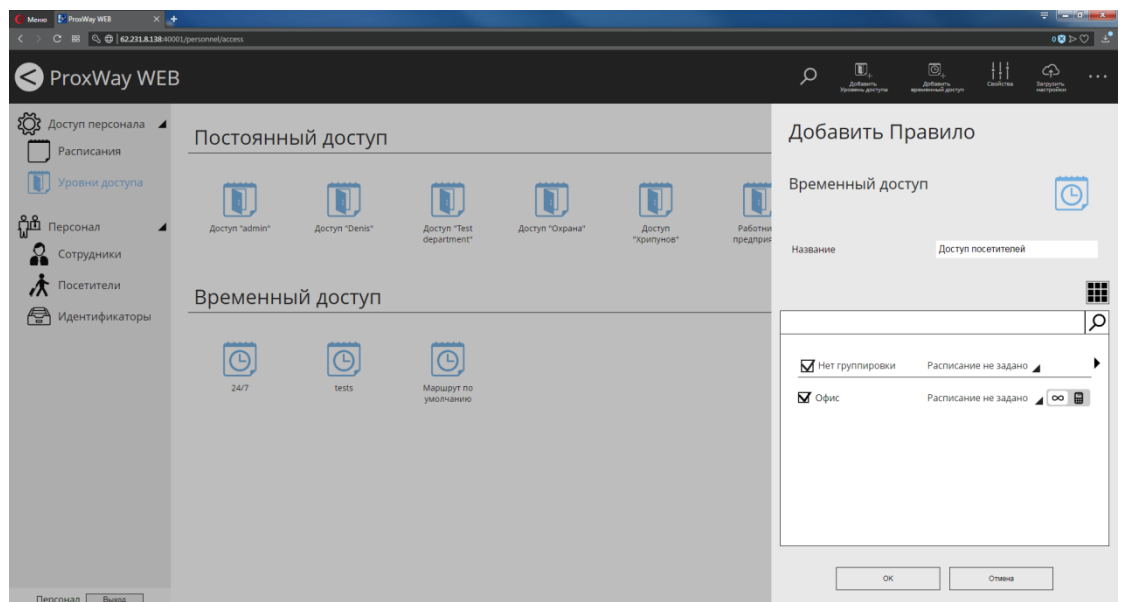 Меню ProxWay WEB
62.231.8.138:40001/personnel/access
ProxWay WEB
Добавить
Уровень доступа
Добавить
временный доступ
Свойства
Загрузить
настройки
Доступ персонала
Расписания
Уровни доступа
Персонал
Сотрудники
Посетители
Идентификаторы
Персонал Выход
Постоянный доступ
Доступ "admin"
Доступ "Denis"
Доступ "Test
department"
Доступ "Охрана"
Доступ
"Хрипунов"
Работни
предприя
Временный доступ
24/7
tests
Маршрут по
умолчанию
Добавить Правило
Временный доступ
Название Доступ посетителей
Нет группировки Расписание не задано
Офис Расписание не задано
OK Отмена